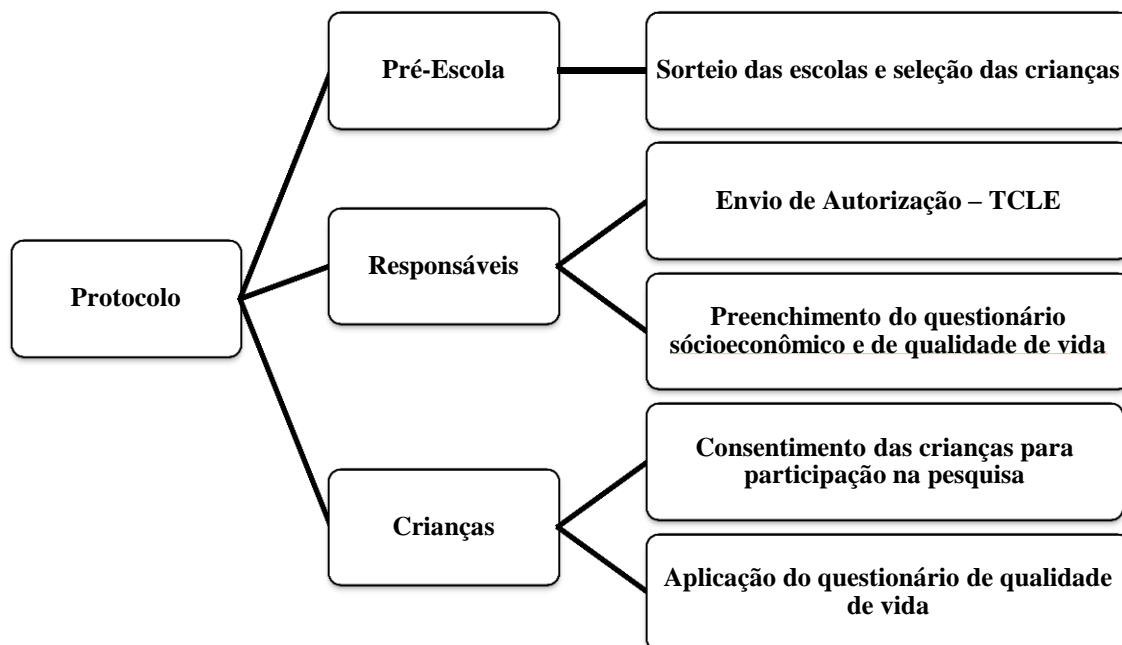 Protocolo
Pré-Escola
Sorteio das escolas e seleção das crianças
Responsáveis
Envio de Autorização – TCLE
Preenchimento do questionário
sócioeconômico e de qualidade de vida
Crianças
Consentimento das crianças para
participação na pesquisa
Aplicação do questionário de qualidade
de vida